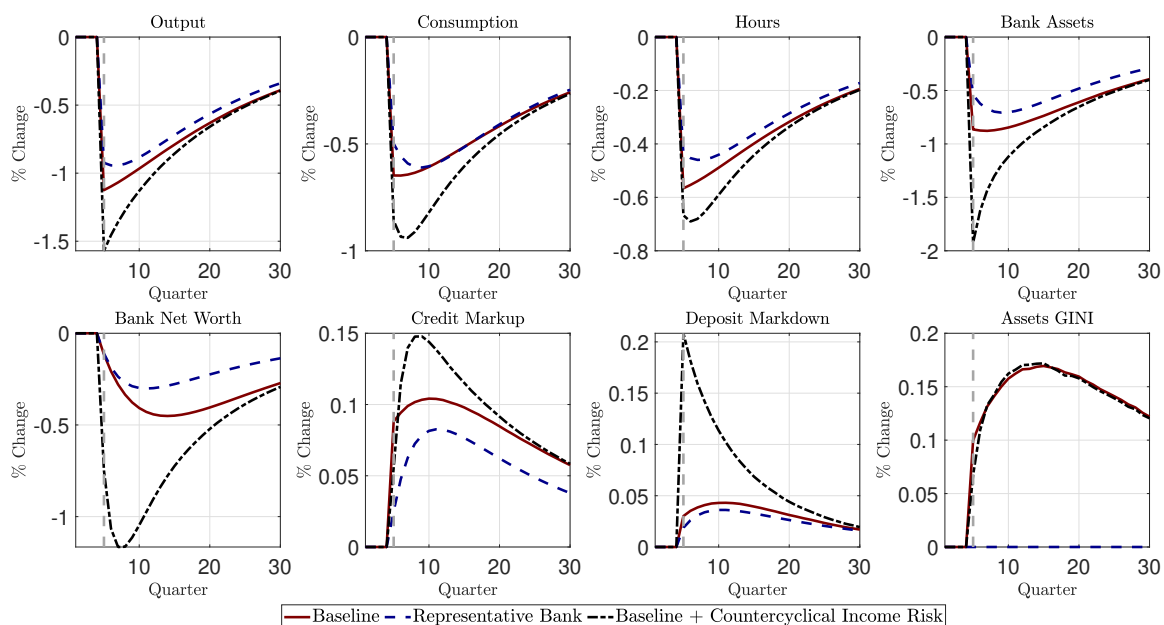 Output
Consumption
Hours
Bank Assets
0
-0.5
-1
-1.5
% Change
10
20
30
Quarter
0
-0.5
-1
% Change
10
20
30
Quarter
0
-0.2
-0.4
-0.6
-0.8
% Change
10
20
30
Quarter
0
-0.5
-1
-1.5
-2
% Change
10
20
30
Quarter
Bank Net Worth
Credit Markup
Deposit Markdown
Assets GINI
0
-0.5
-1
% Change
10
20
30
Quarter
0.15
0.1
0.05
0
% Change
10
20
30
Quarter
0.2
0.15
0.1
0.05
0
% Change
10
20
30
Quarter
0.2
0.15
0.1
0.05
0
% Change
10
20
30
Quarter
Baseline Representative Bank Baseline + Countercyclical Income Risk